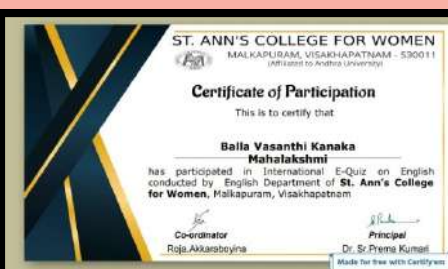 ST. ANN'S COLLEGE FOR WOMEN
MALKAPURAM, VISAKHAPATNAM - 530011
(Affiliated to Andhra University)
Certificate of Participation
This is to certify that
Balla Vasanthi Kanaka
Mahalakshmi
has participated in International E-Quiz on English
conducted by English Department of St. Ann's College
for Women, Malkapuram, Visakhapatnam
Co-ordinator Principal
Roja.Akkaraboyina Dr. Sr.Prema Kumari
Made for free with Certify'em